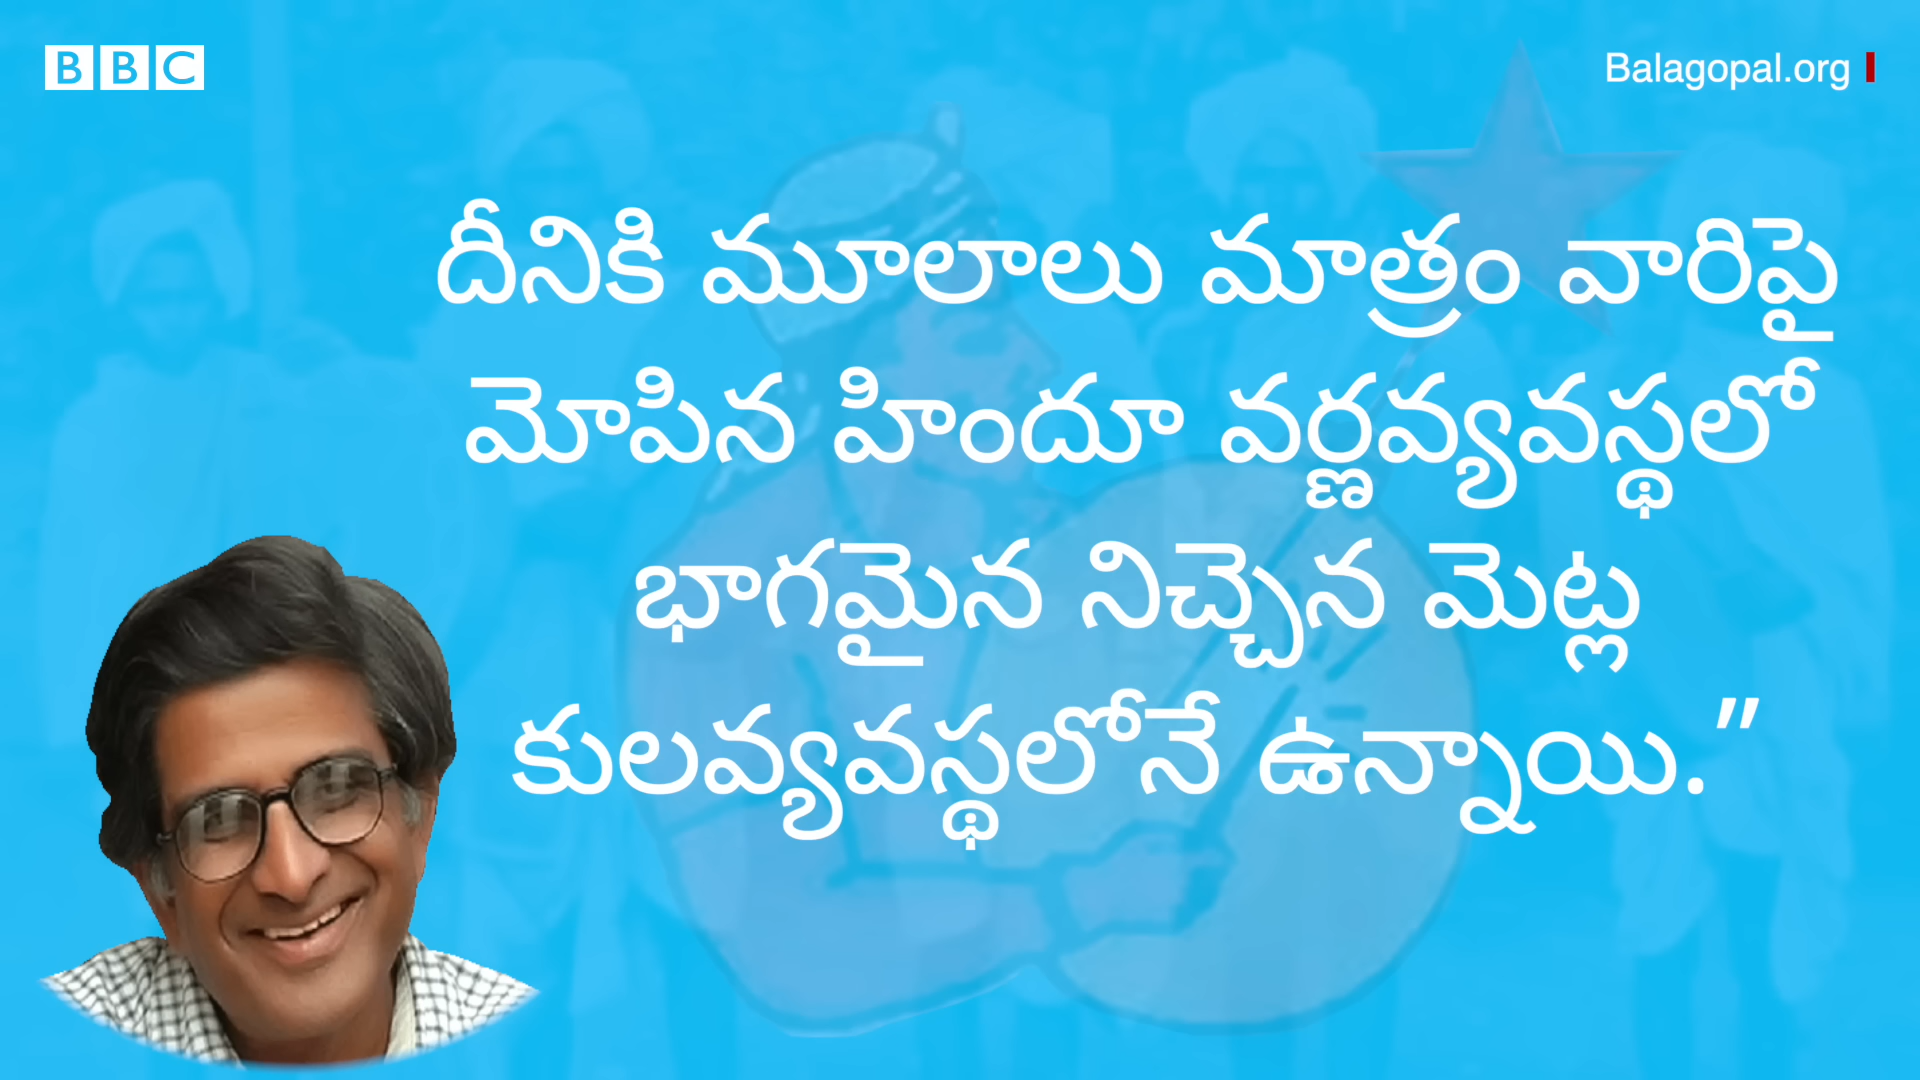 BBC
Balagopal.org
దీనికి మూలాలు మాత్రం వారిపై
మోపిన హిందూ వర్ణవ్యవస్థలో
భాగమైన నిచ్చెన మెట్ల
కులవ్యవస్థలోనే ఉన్నాయి.”